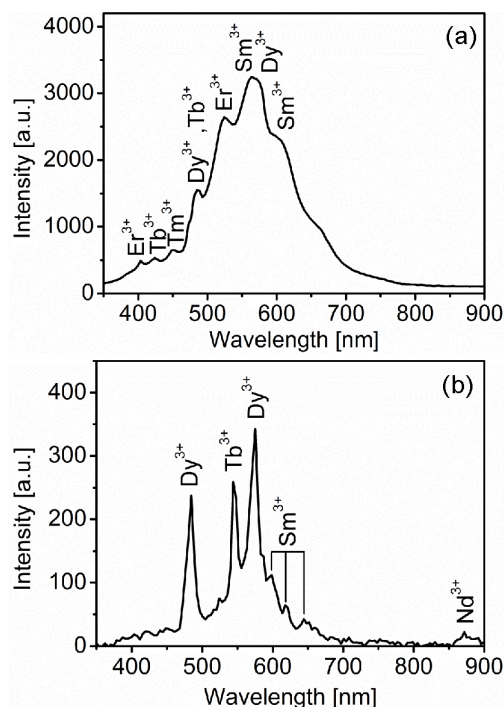 (a)
Intensity [a.u.]
4000
3000
2000
1000
0
Er³⁺
Tb³⁺
Tm³⁺
Dy³⁺, Tb³⁺
Er³⁺
Sm³⁺
Dy³⁺
Sm³⁺
400 500 600 700 800 900
Wavelength [nm]
(b)
Intensity [a.u.]
400
300
200
100
0
Dy³⁺
Tb³⁺
Dy³⁺
Sm³⁺
Nd³⁺
400 500 600 700 800 900
Wavelength [nm]